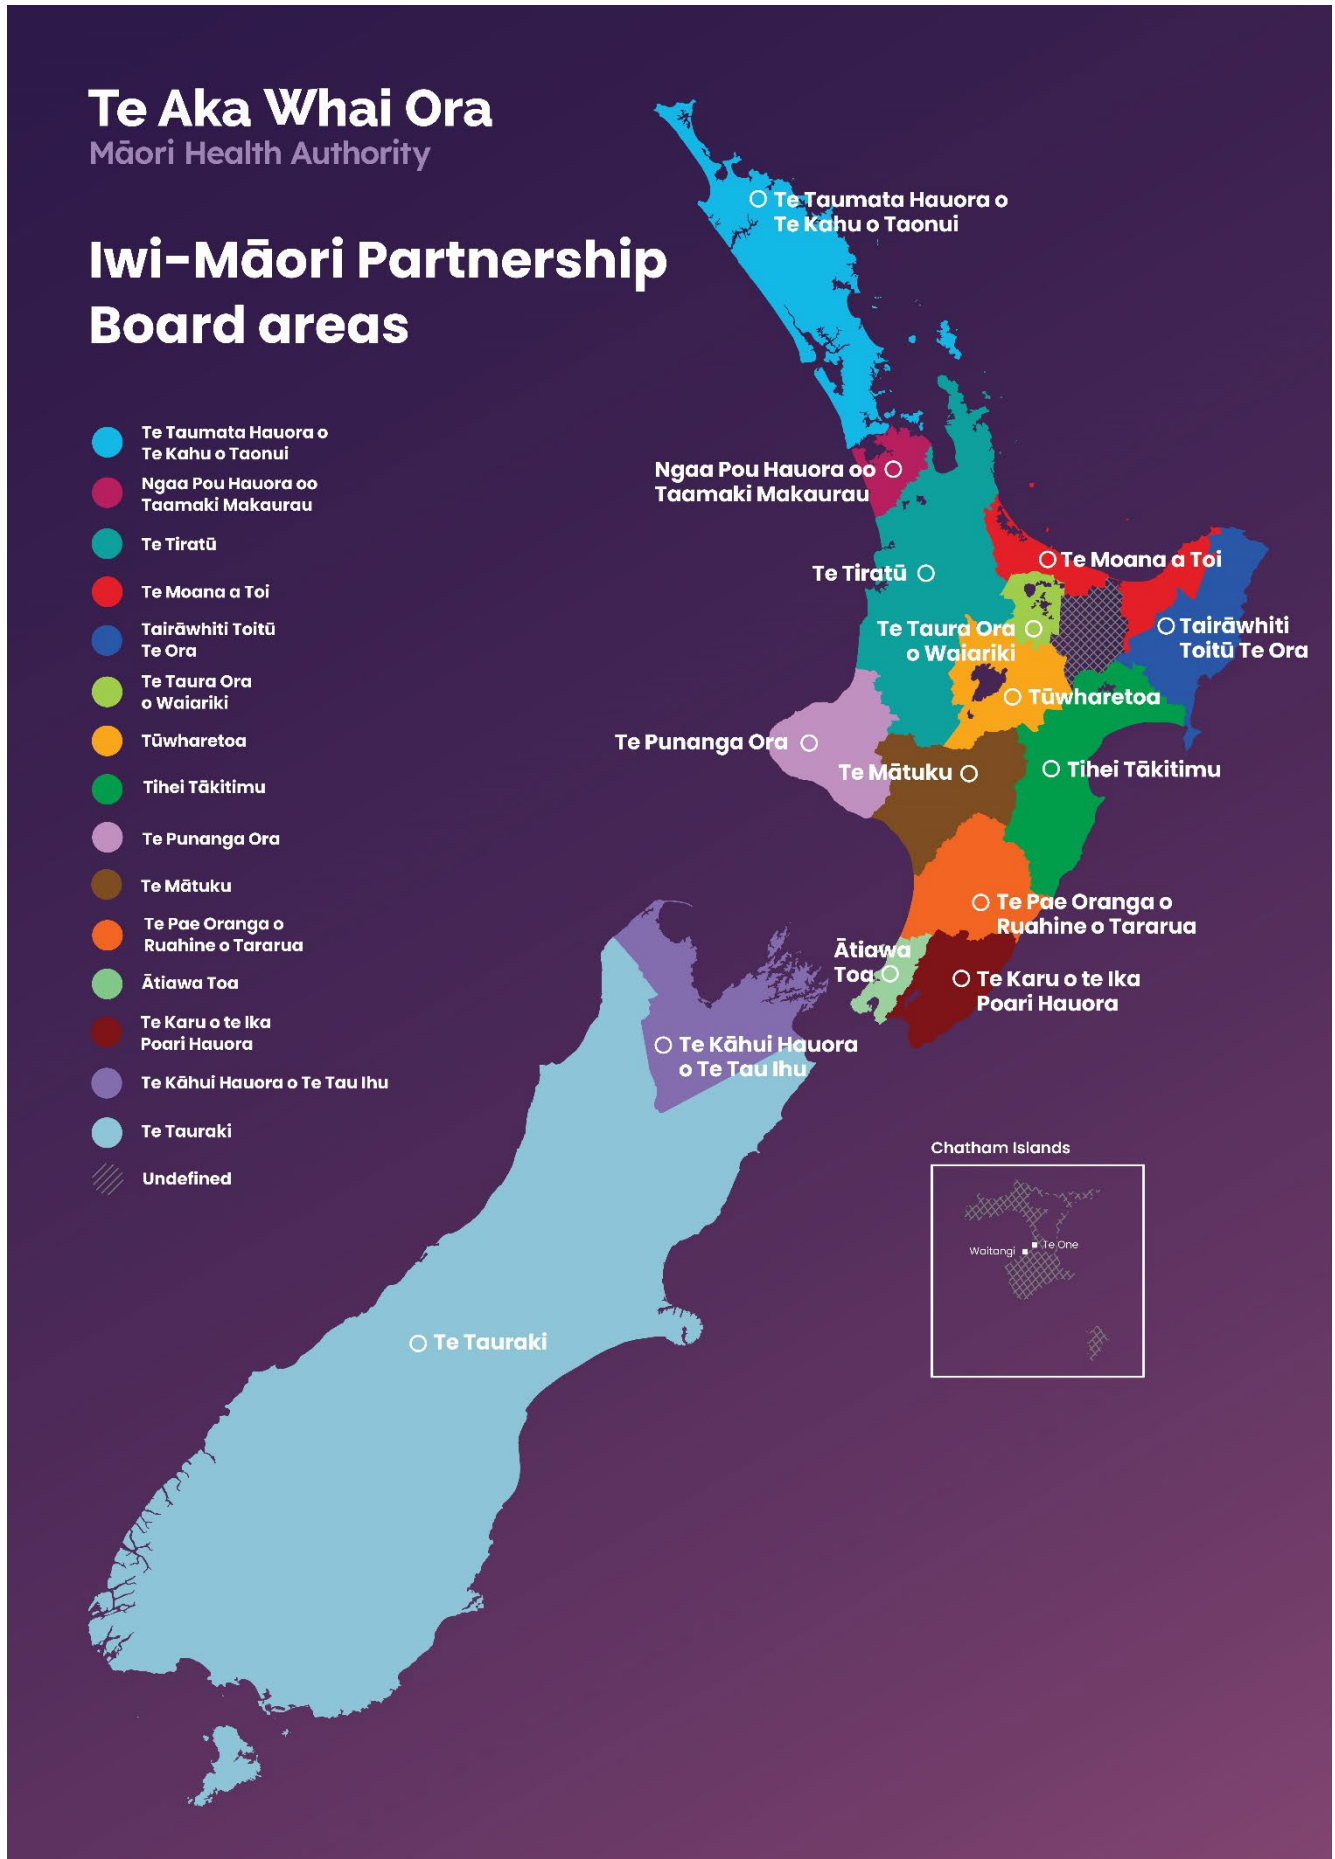 Te Aka Whai Ora
Māori Health Authority
Iwi-Māori Partnership
Board areas
Te Taumata Hauora o
Te Kahu o Taonui
Ngaa Pou Hauora oo
Taamaki Makaurau
Te Tiratū
Te Moana a Toi
Tairāwhiti Toitū
Te Ora
Te Taura Ora
o Waiariki
Tūwharetoa
Tihei Tākitimu
Te Punanga Ora
Te Mātuku
Te Pae Oranga o
Ruahine o Tararua
Ātiawa Toa
Te Karu o te Ika
Poari Hauora
Te Kāhui Hauora o Te Tau Ihu
Te Tauraki
Undefined
Te Taumata Hauora o
Te Kahu o Taonui
Ngaa Pou Hauora oo
Taamaki Makaurau
Te Moana a Toi
Te Tiratū
Te Taura Ora
o Waiariki
Tairāwhiti
Toitū Te Ora
Tūwharetoa
Te Punanga Ora
Te Mātuku
Tihei Tākitimu
Te Pae Oranga o
Ruahine o Tararua
Ātiawa
Toa
Te Karu o te Ika
Poari Hauora
Te Kāhui Hauora
o Te Tau Ihu
Te Tauraki
Chatham Islands
Te One
Waitangi